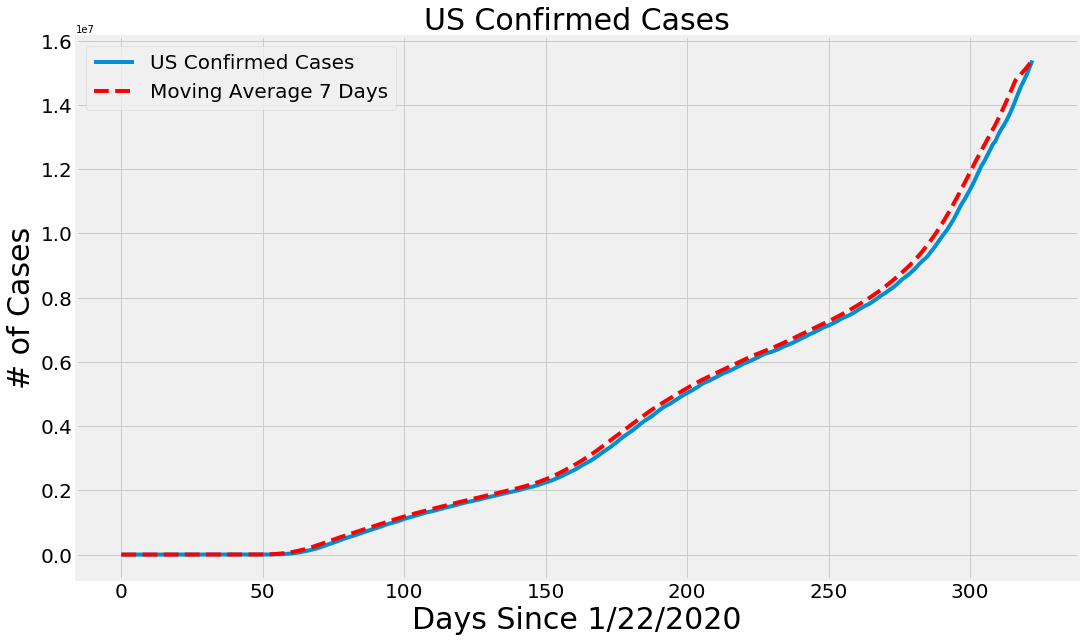 US Confirmed Cases
1e7
1.6
1.4
1.2
1.0
0.8
0.6
0.4
0.2
0.0
# of Cases
US Confirmed Cases
Moving Average 7 Days
0 50 100 150 200 250 300
Days Since 1/22/2020